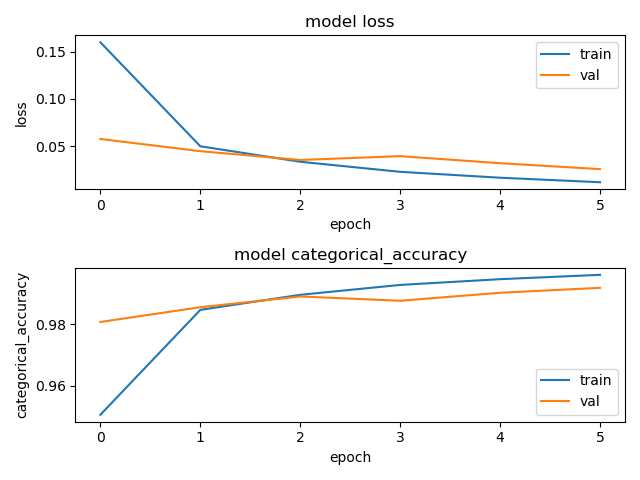 model loss
0.15
0.10
0.05
loss
train
val
0 1 2 3 4 5
epoch
model categorical_accuracy
0.98
0.96
categorical_accuracy
train
val
0 1 2 3 4 5
epoch